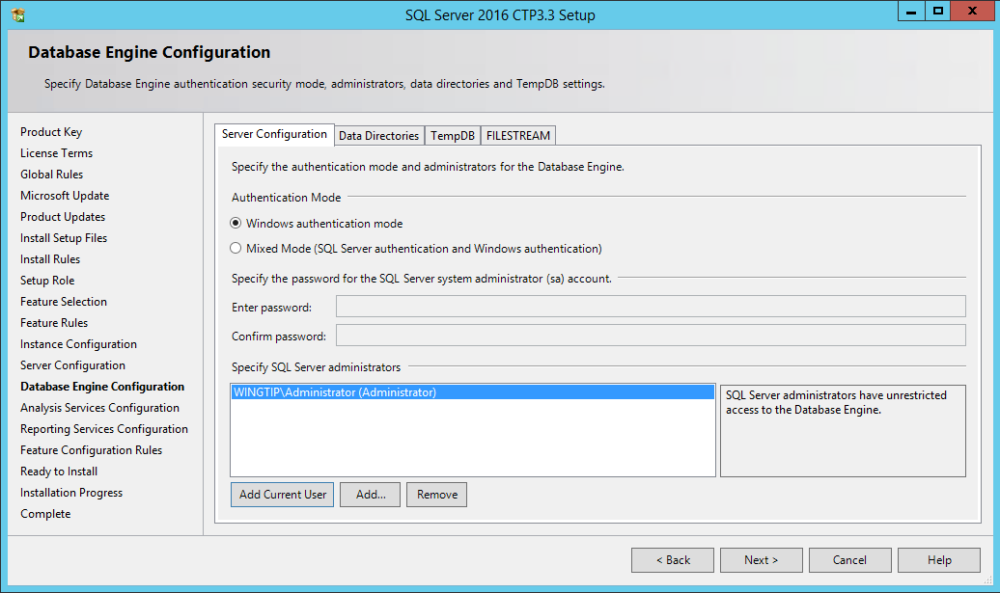 SQL Server 2016 CTP3.3 Setup
Database Engine Configuration
Specify Database Engine authentication security mode, administrators, data directories and TempDB settings.
Product Key
License Terms
Global Rules
Microsoft Update
Product Updates
Install Setup Files
Install Rules
Setup Role
Feature Selection
Feature Rules
Instance Configuration
Server Configuration
Database Engine Configuration
Analysis Services Configuration
Reporting Services Configuration
Feature Configuration Rules
Ready to Install
Installation Progress
Complete
Server Configuration Data Directories TempDB FILESTREAM
Specify the authentication mode and administrators for the Database Engine.
Authentication Mode
Windows authentication mode
Mixed Mode (SQL Server authentication and Windows authentication)
Specify the password for the SQL Server system administrator (sa) account.
Enter password:
Confirm password:
Specify SQL Server administrators
WINGTIP\Administrator (Administrator)
SQL Server administrators have unrestricted
access to the Database Engine.
Add Current User Add... Remove
< Back Next > Cancel Help